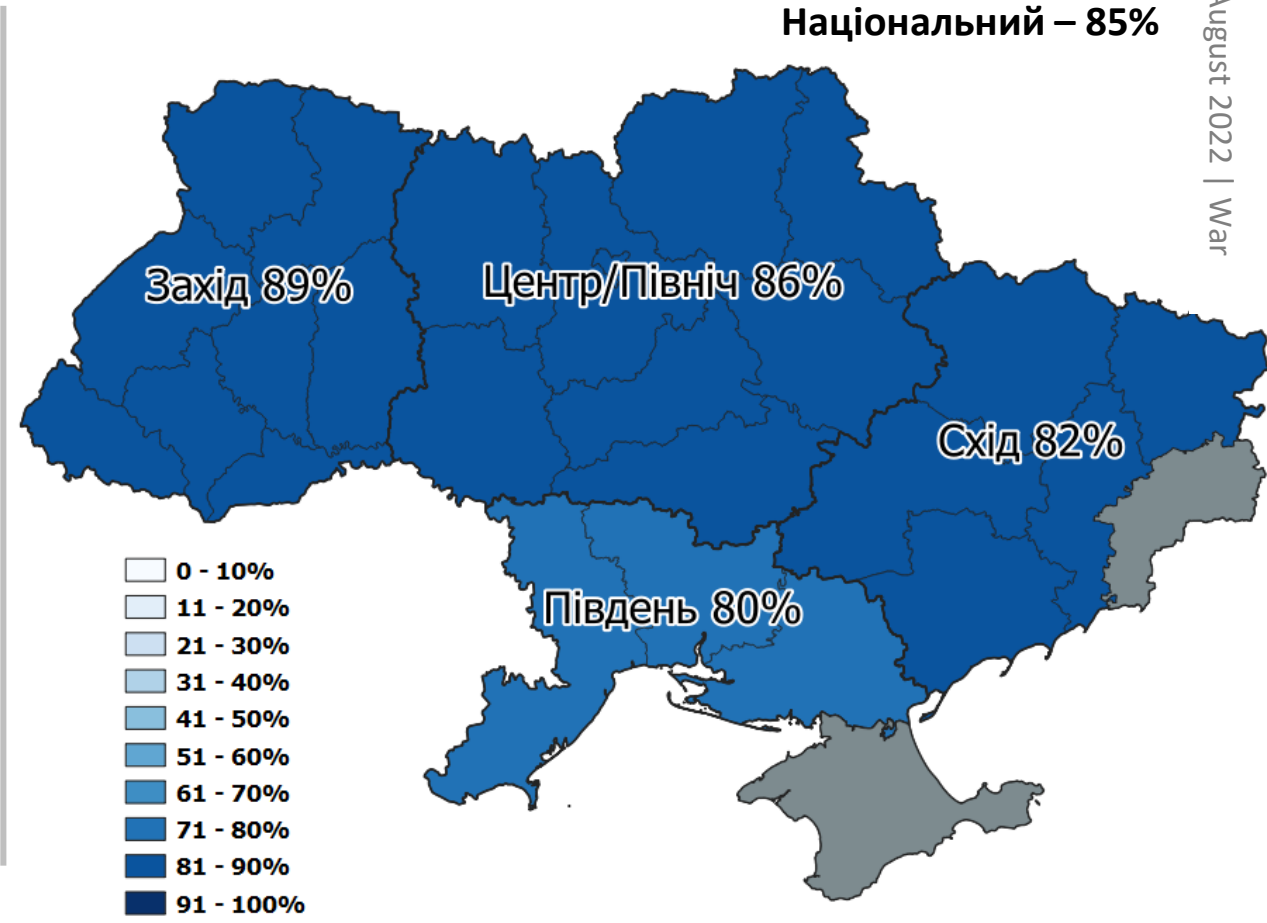 Національний – 85%
August 2022 | War
Захід 89%
Центр/Північ 86%
Схід 82%
Південь 80%
0 - 10%
11 - 20%
21 - 30%
31 - 40%
41 - 50%
51 - 60%
61 - 70%
71 - 80%
81 - 90%
91 - 100%